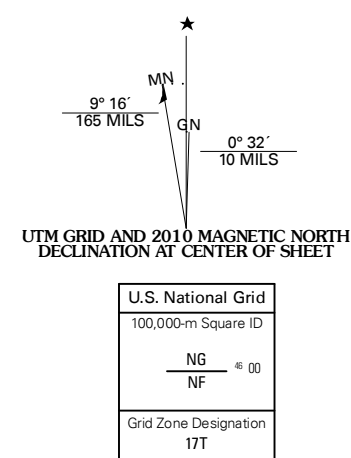 ★
MN
9° 16´
165 MILS
GN
0° 32´
10 MILS
UTM GRID AND 2010 MAGNETIC NORTH
DECLINATION AT CENTER OF SHEET
U.S. National Grid
100,000-m Square ID
NG
46 00
NF
Grid Zone Designation
17T